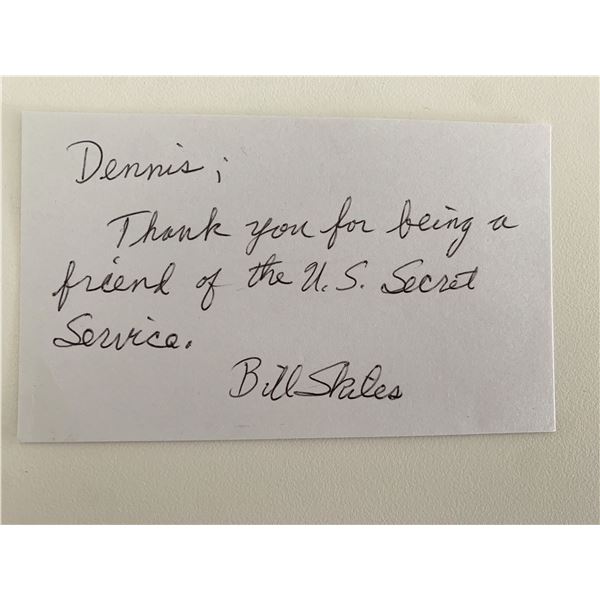 Dennis;
Thank you for being a
friend of the U.S. Secret
Service.
Bill Skiles